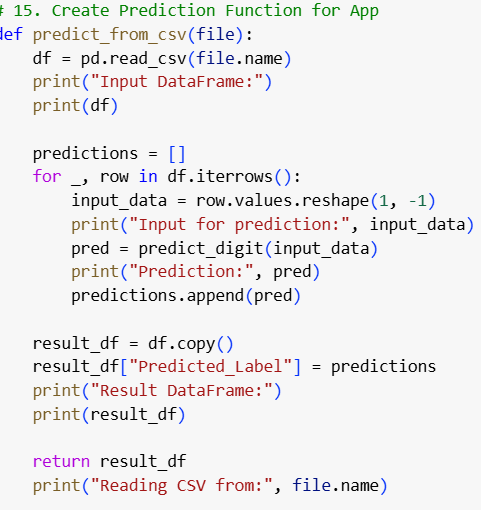 # 15. Create Prediction Function for App
def predict_from_csv(file):
    df = pd.read_csv(file.name)
    print("Input DataFrame:")
    print(df)

    predictions = []
    for _, row in df.iterrows():
        input_data = row.values.reshape(1, -1)
        print("Input for prediction:", input_data)
        pred = predict_digit(input_data)
        print("Prediction:", pred)
        predictions.append(pred)

    result_df = df.copy()
    result_df["Predicted_Label"] = predictions
    print("Result DataFrame:")
    print(result_df)

    return result_df
    print("Reading CSV from:", file.name)